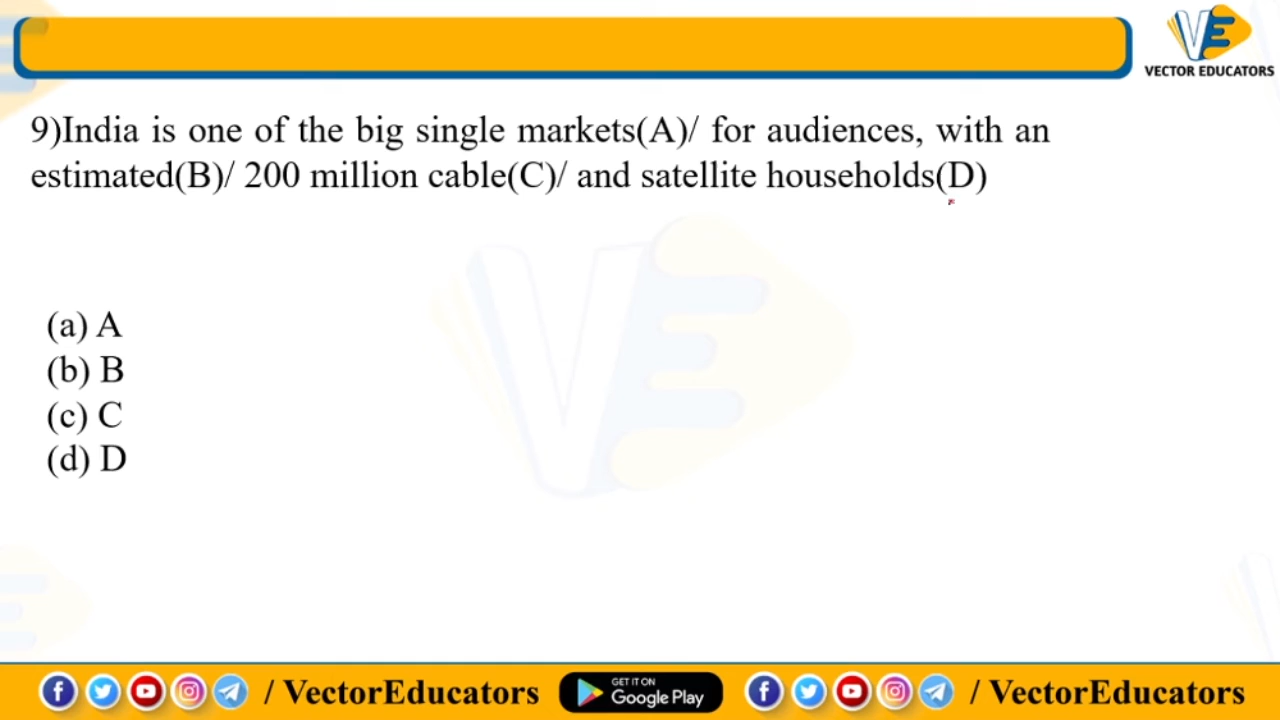 VE
VECTOR EDUCATORS
9)India is one of the big single markets(A)/ for audiences, with an
estimated(B)/ 200 million cable(C)/ and satellite households(D)
(a) A
(b) B
(c) C
(d) D
/ VectorEducators
GET IT ON
Google Play
/ VectorEducators